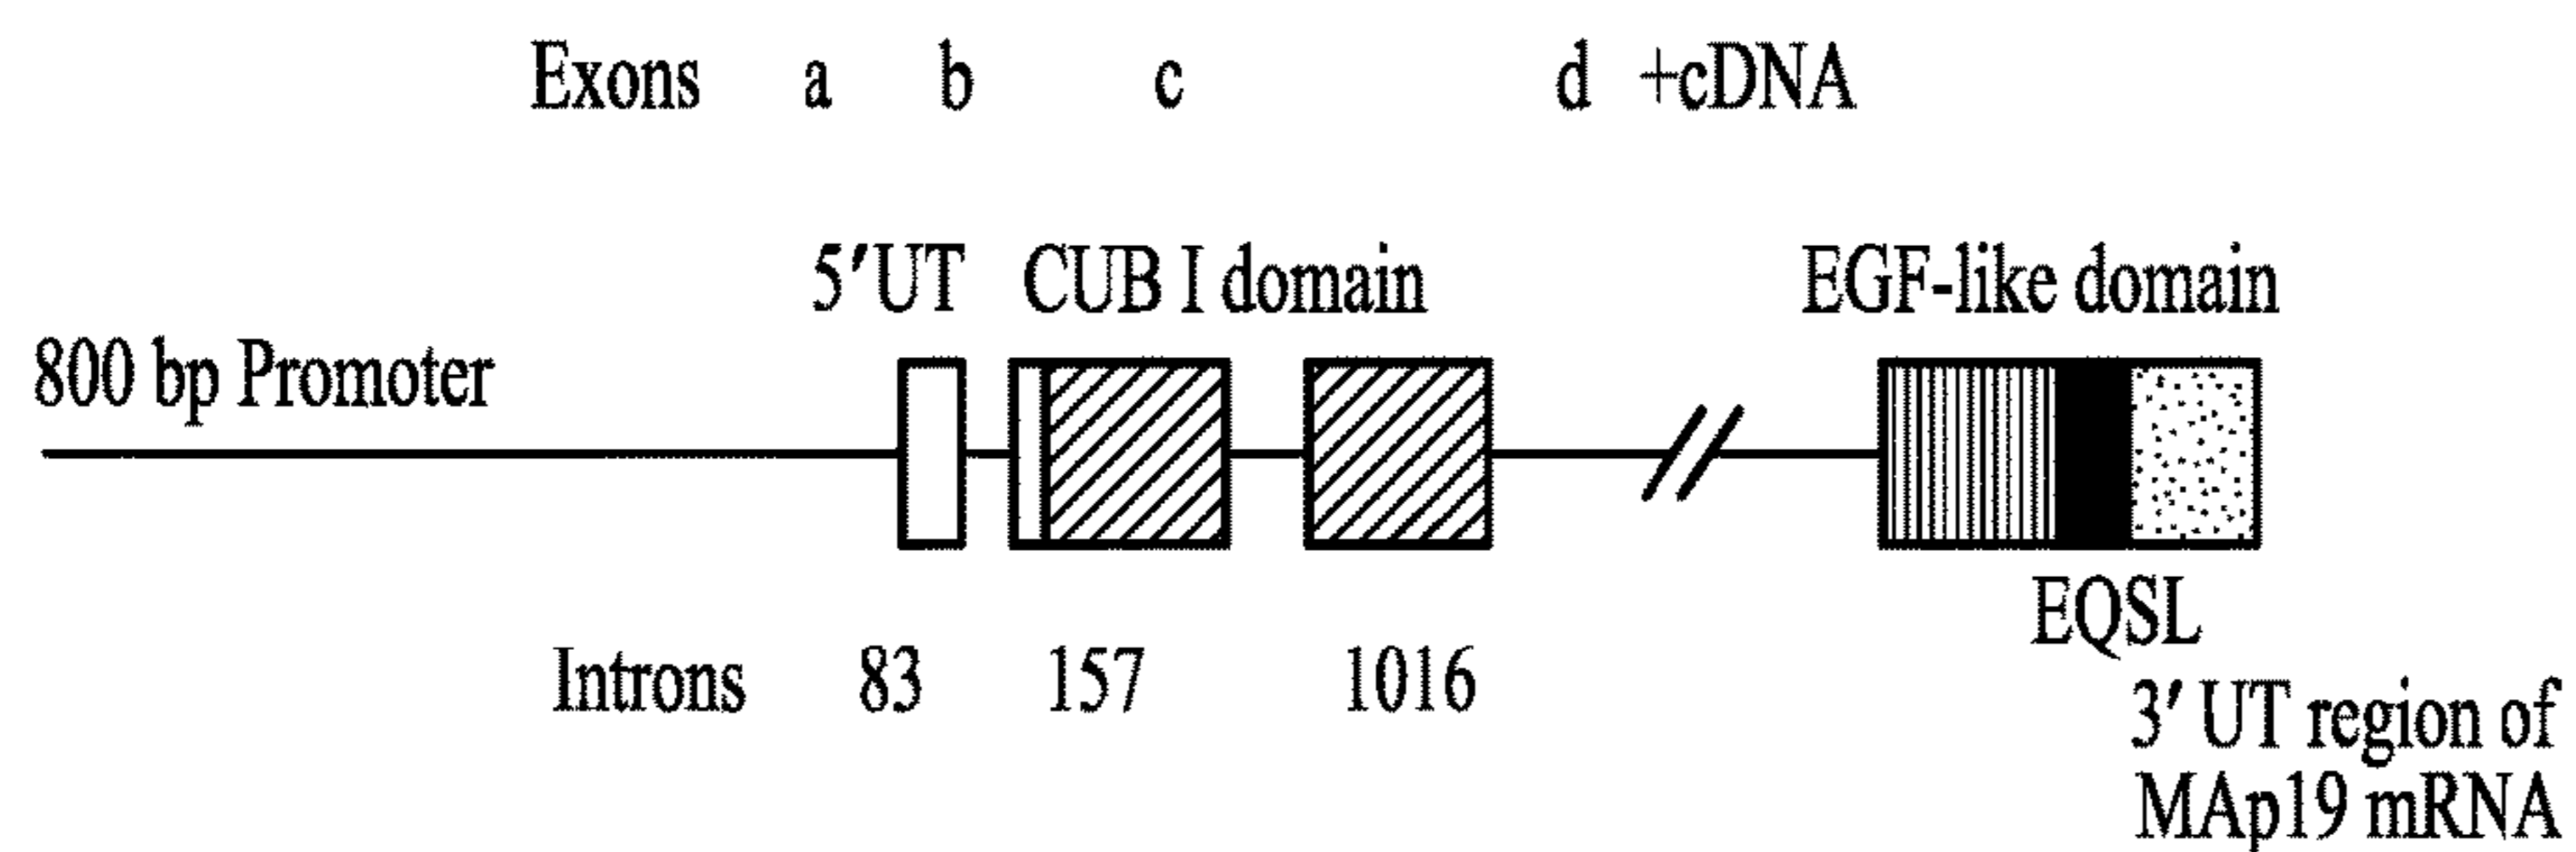 Exons a b c d +cDNA
5′UT CUB I domain EGF-like domain
800 bp Promoter
EQSL
Introns 83 157 1016
3′ UT region of
MAp19 mRNA